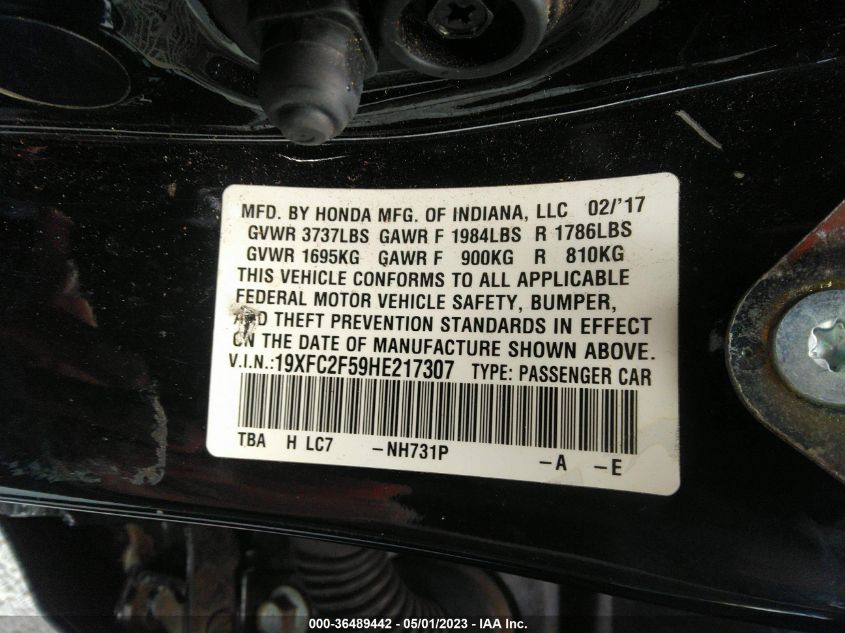 MFD. BY HONDA MFG. OF INDIANA, LLC 02/'17
GVWR 3737LBS GAWR F 1984LBS R 1786LBS
GVWR 1695KG GAWR F 900KG R 810KG
THIS VEHICLE CONFORMS TO ALL APPLICABLE
FEDERAL MOTOR VEHICLE SAFETY, BUMPER,
AND THEFT PREVENTION STANDARDS IN EFFECT
ON THE DATE OF MANUFACTURE SHOWN ABOVE.
V.I.N.:19XFC2F59HE217307 TYPE: PASSENGER CAR
TBA H LC7 -NH731P -A -E
000-36489442 - 05/01/2023 - IAA Inc.